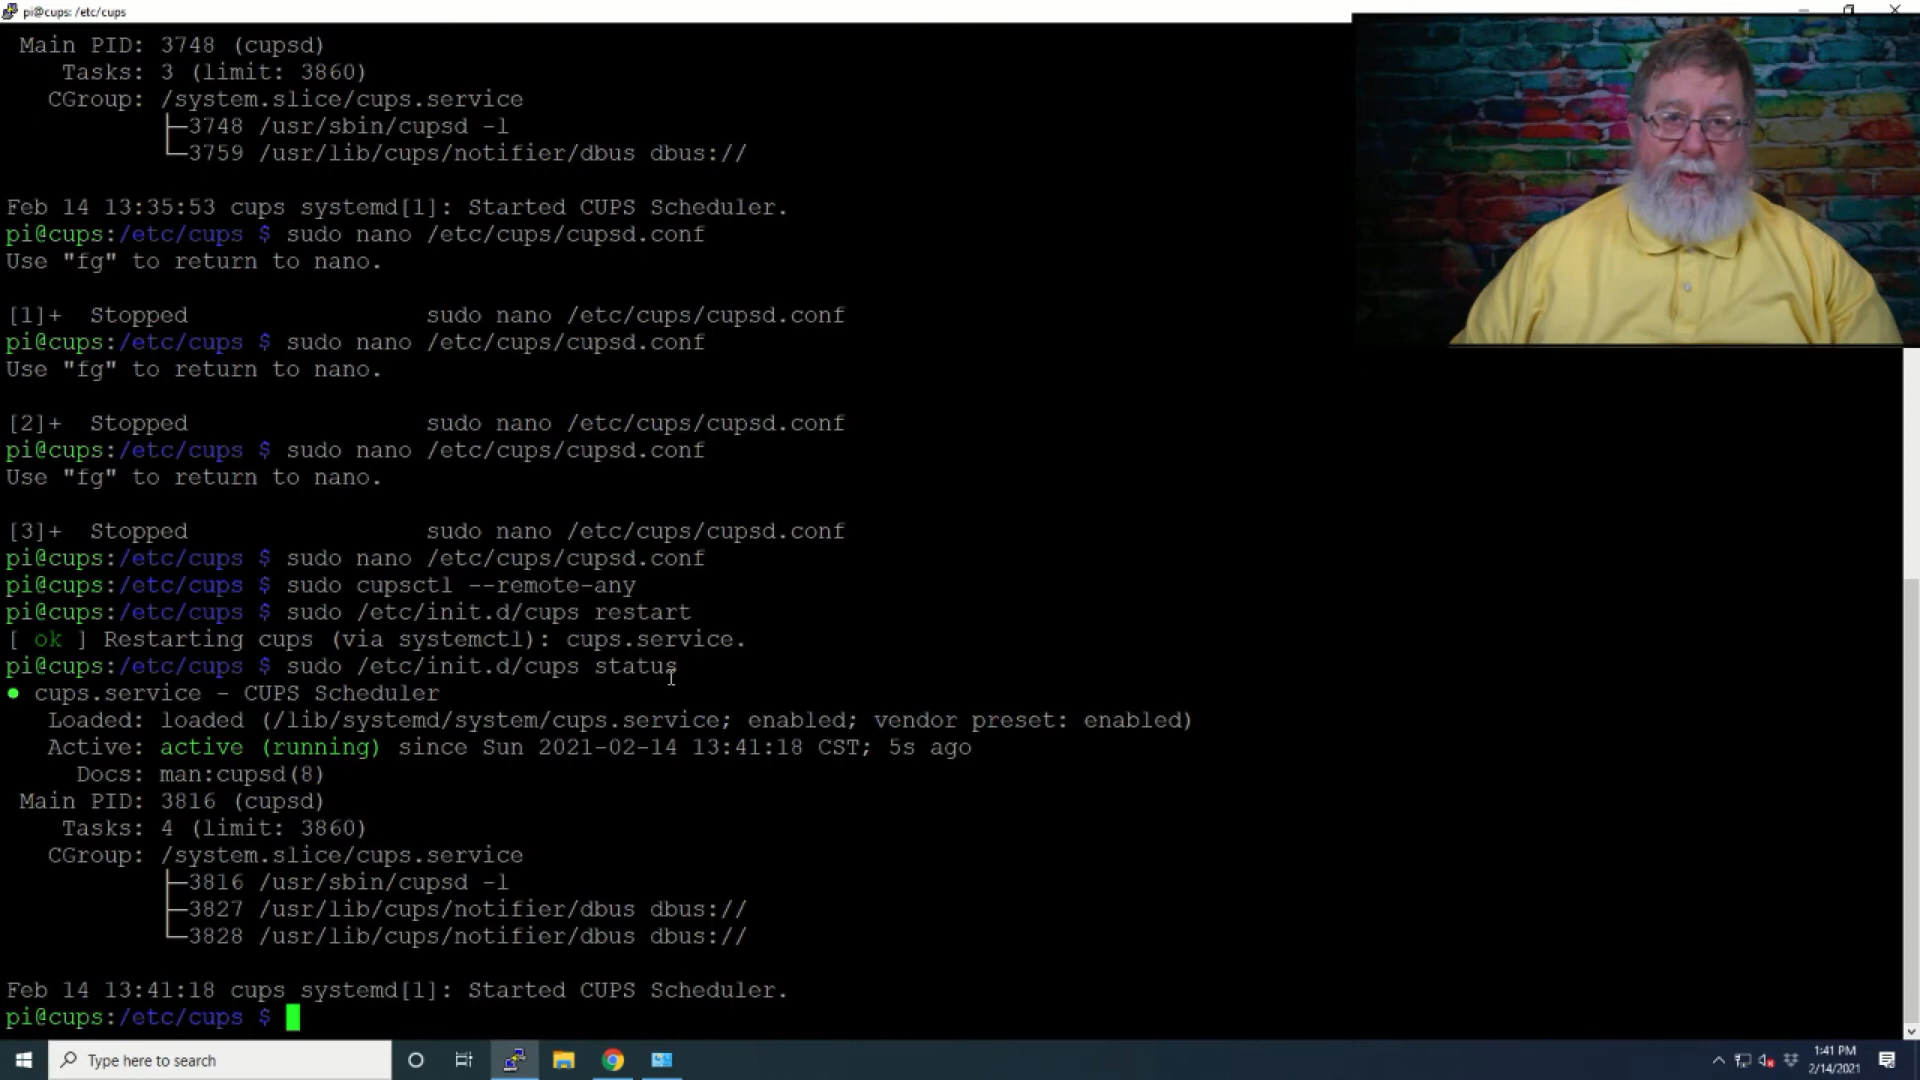 pi@cups: /etc/cups
Main PID: 3748 (cupsd)
Tasks: 3 (limit: 3860)
CGroup: /system.slice/cups.service
├─3748 /usr/sbin/cupsd -l
└─3759 /usr/lib/cups/notifier/dbus dbus://
Feb 14 13:35:53 cups systemd[1]: Started CUPS Scheduler.
pi@cups:/etc/cups $ sudo nano /etc/cups/cupsd.conf
Use "fg" to return to nano.
[1]+  Stopped                 sudo nano /etc/cups/cupsd.conf
pi@cups:/etc/cups $ sudo nano /etc/cups/cupsd.conf
Use "fg" to return to nano.
[2]+  Stopped                 sudo nano /etc/cups/cupsd.conf
pi@cups:/etc/cups $ sudo nano /etc/cups/cupsd.conf
Use "fg" to return to nano.
[3]+  Stopped                 sudo nano /etc/cups/cupsd.conf
pi@cups:/etc/cups $ sudo nano /etc/cups/cupsd.conf
pi@cups:/etc/cups $ sudo cupsctl --remote-any
pi@cups:/etc/cups $ sudo /etc/init.d/cups restart
[ ok ] Restarting cups (via systemctl): cups.service.
pi@cups:/etc/cups $ sudo /etc/init.d/cups status
● cups.service - CUPS Scheduler
Loaded: loaded (/lib/systemd/system/cups.service; enabled; vendor preset: enabled)
Active: active (running) since Sun 2021-02-14 13:41:18 CST; 5s ago
Docs: man:cupsd(8)
Main PID: 3816 (cupsd)
Tasks: 4 (limit: 3860)
CGroup: /system.slice/cups.service
├─3816 /usr/sbin/cupsd -l
├─3827 /usr/lib/cups/notifier/dbus dbus://
└─3828 /usr/lib/cups/notifier/dbus dbus://
Feb 14 13:41:18 cups systemd[1]: Started CUPS Scheduler.
pi@cups:/etc/cups $
Type here to search
1:41 PM
2/14/2021